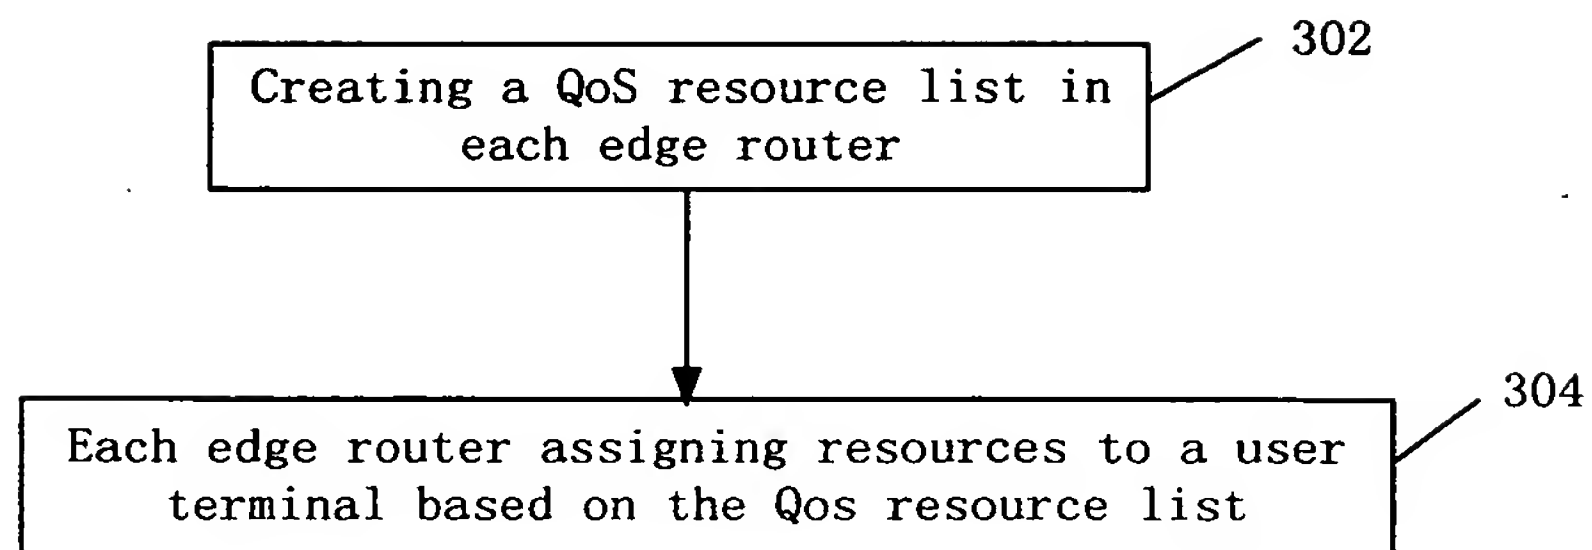 302
Creating a QoS resource list in
each edge router
304
Each edge router assigning resources to a user
terminal based on the Qos resource list